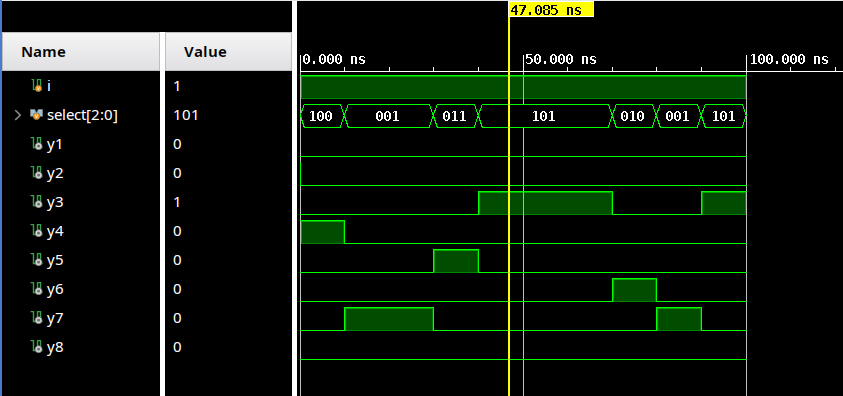 47.085 ns
Name Value
0.000 ns 50.000 ns 100.000 ns
i 1
select[2:0] 101 100 001 011 101 010 001 101
y1 0
y2 0
y3 1
y4 0
y5 0
y6 0
y7 0
y8 0